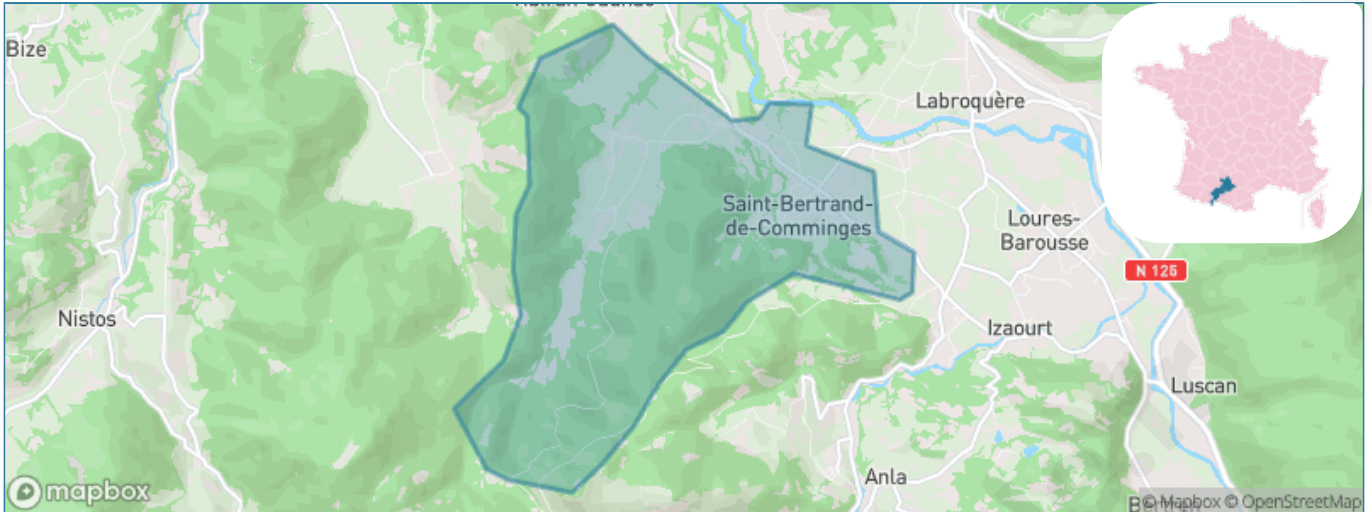 Bize
Labroquère
Saint-Bertrand-
de-Comminges
Loures-
Barousse
N 125
Nistos
Izaourt
Luscan
Anla
mapbox
© Mapbox © OpenStreetMap